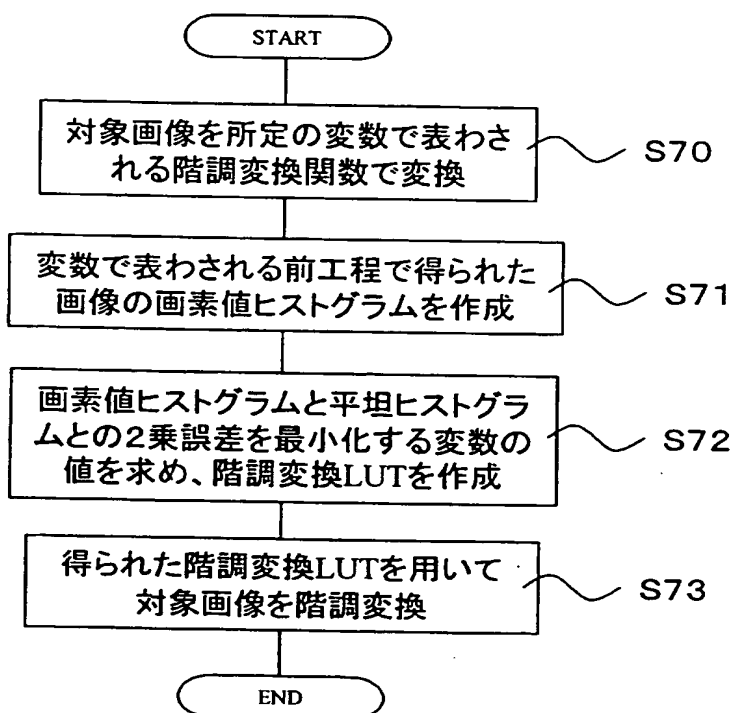 START
対象画像を所定の変数で表わさ
れる階調変換関数で変換
S70
変数で表わされる前工程で得られた
画像の画素値ヒストグラムを作成
S71
画素値ヒストグラムと平坦ヒストグラ
ムとの2乗誤差を最小化する変数の
値を求め、階調変換LUTを作成
S72
得られた階調変換LUTを用いて
対象画像を階調変換
S73
END